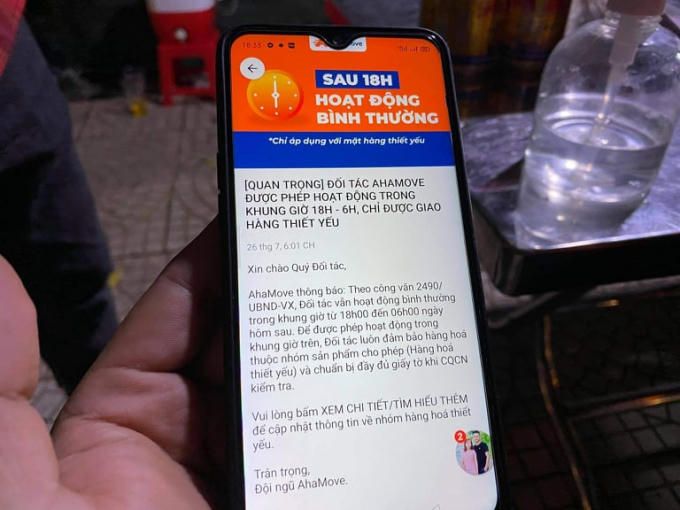 18:33
AhaMove
SAU 18H
HOẠT ĐỘNG
BÌNH THƯỜNG
*Chỉ áp dụng với mặt hàng thiết yếu
[QUAN TRỌNG] ĐỐI TÁC AHAMOVE
ĐƯỢC PHÉP HOẠT ĐỘNG TRONG
KHUNG GIỜ 18H - 6H, CHỈ ĐƯỢC GIAO
HÀNG THIẾT YẾU
26 thg 7, 6:01 CH
Xin chào Quý Đối tác,
AhaMove thông báo: Theo công văn 2490/
UBND-VX, Đối tác vẫn hoạt động bình thường
trong khung giờ từ 18h00 đến 06h00 ngày
hôm sau. Để được phép hoạt động trong
khung giờ trên, Đối tác luôn đảm bảo hàng hoá
thuộc nhóm sản phẩm cho phép (Hàng hoá
thiết yếu) và chuẩn bị đầy đủ giấy tờ khi CQCN
kiểm tra.
Vui lòng bấm XEM CHI TIẾT/TÌM HIỂU THÊM
để cập nhật thông tin về nhóm hàng hoá thiết
yếu.
2
Trân trọng,
Đội ngũ AhaMove.